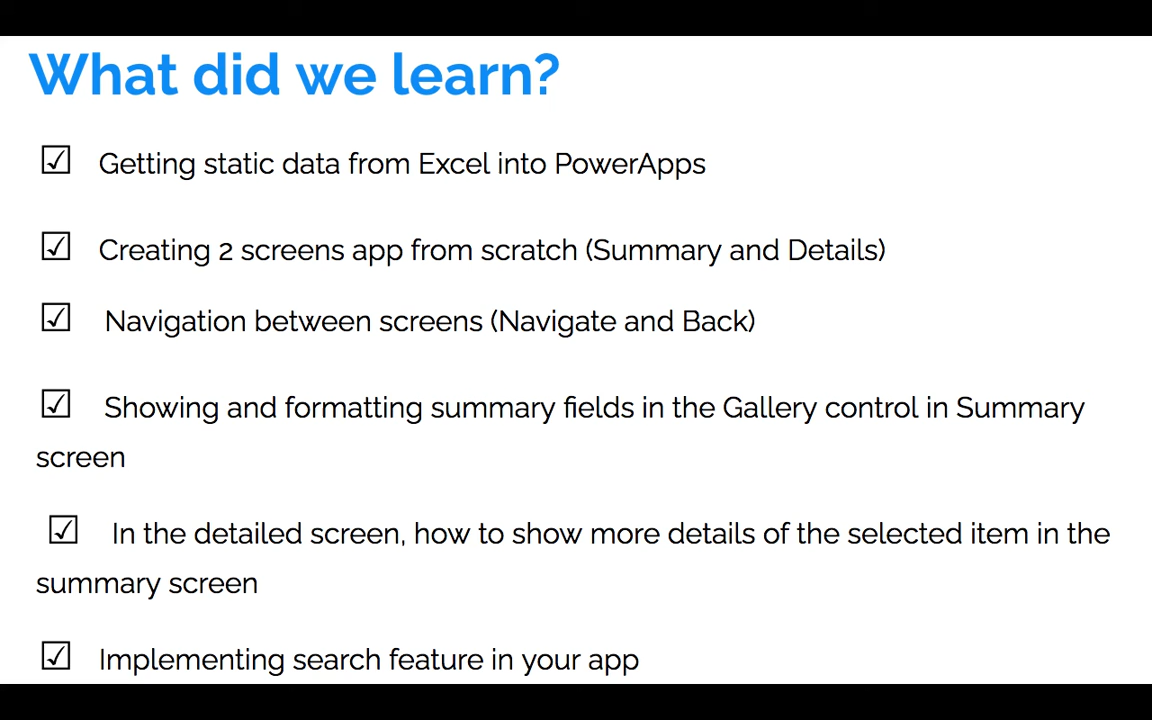 What did we learn?
☑ Getting static data from Excel into PowerApps
☑ Creating 2 screens app from scratch (Summary and Details)
☑ Navigation between screens (Navigate and Back)
☑ Showing and formatting summary fields in the Gallery control in Summary
screen
☑ In the detailed screen, how to show more details of the selected item in the
summary screen
☑ Implementing search feature in your app